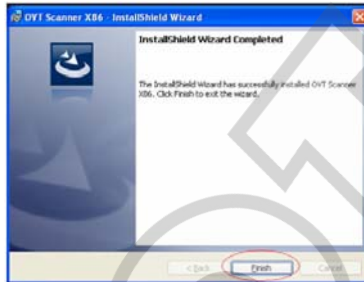 OVT Scanner X86 - InstallShield Wizard
InstallShield Wizard Completed
The InstallShield Wizard has successfully installed OVT Scanner
X86. Click Finish to exit the wizard.
< Back
Finish
Cancel